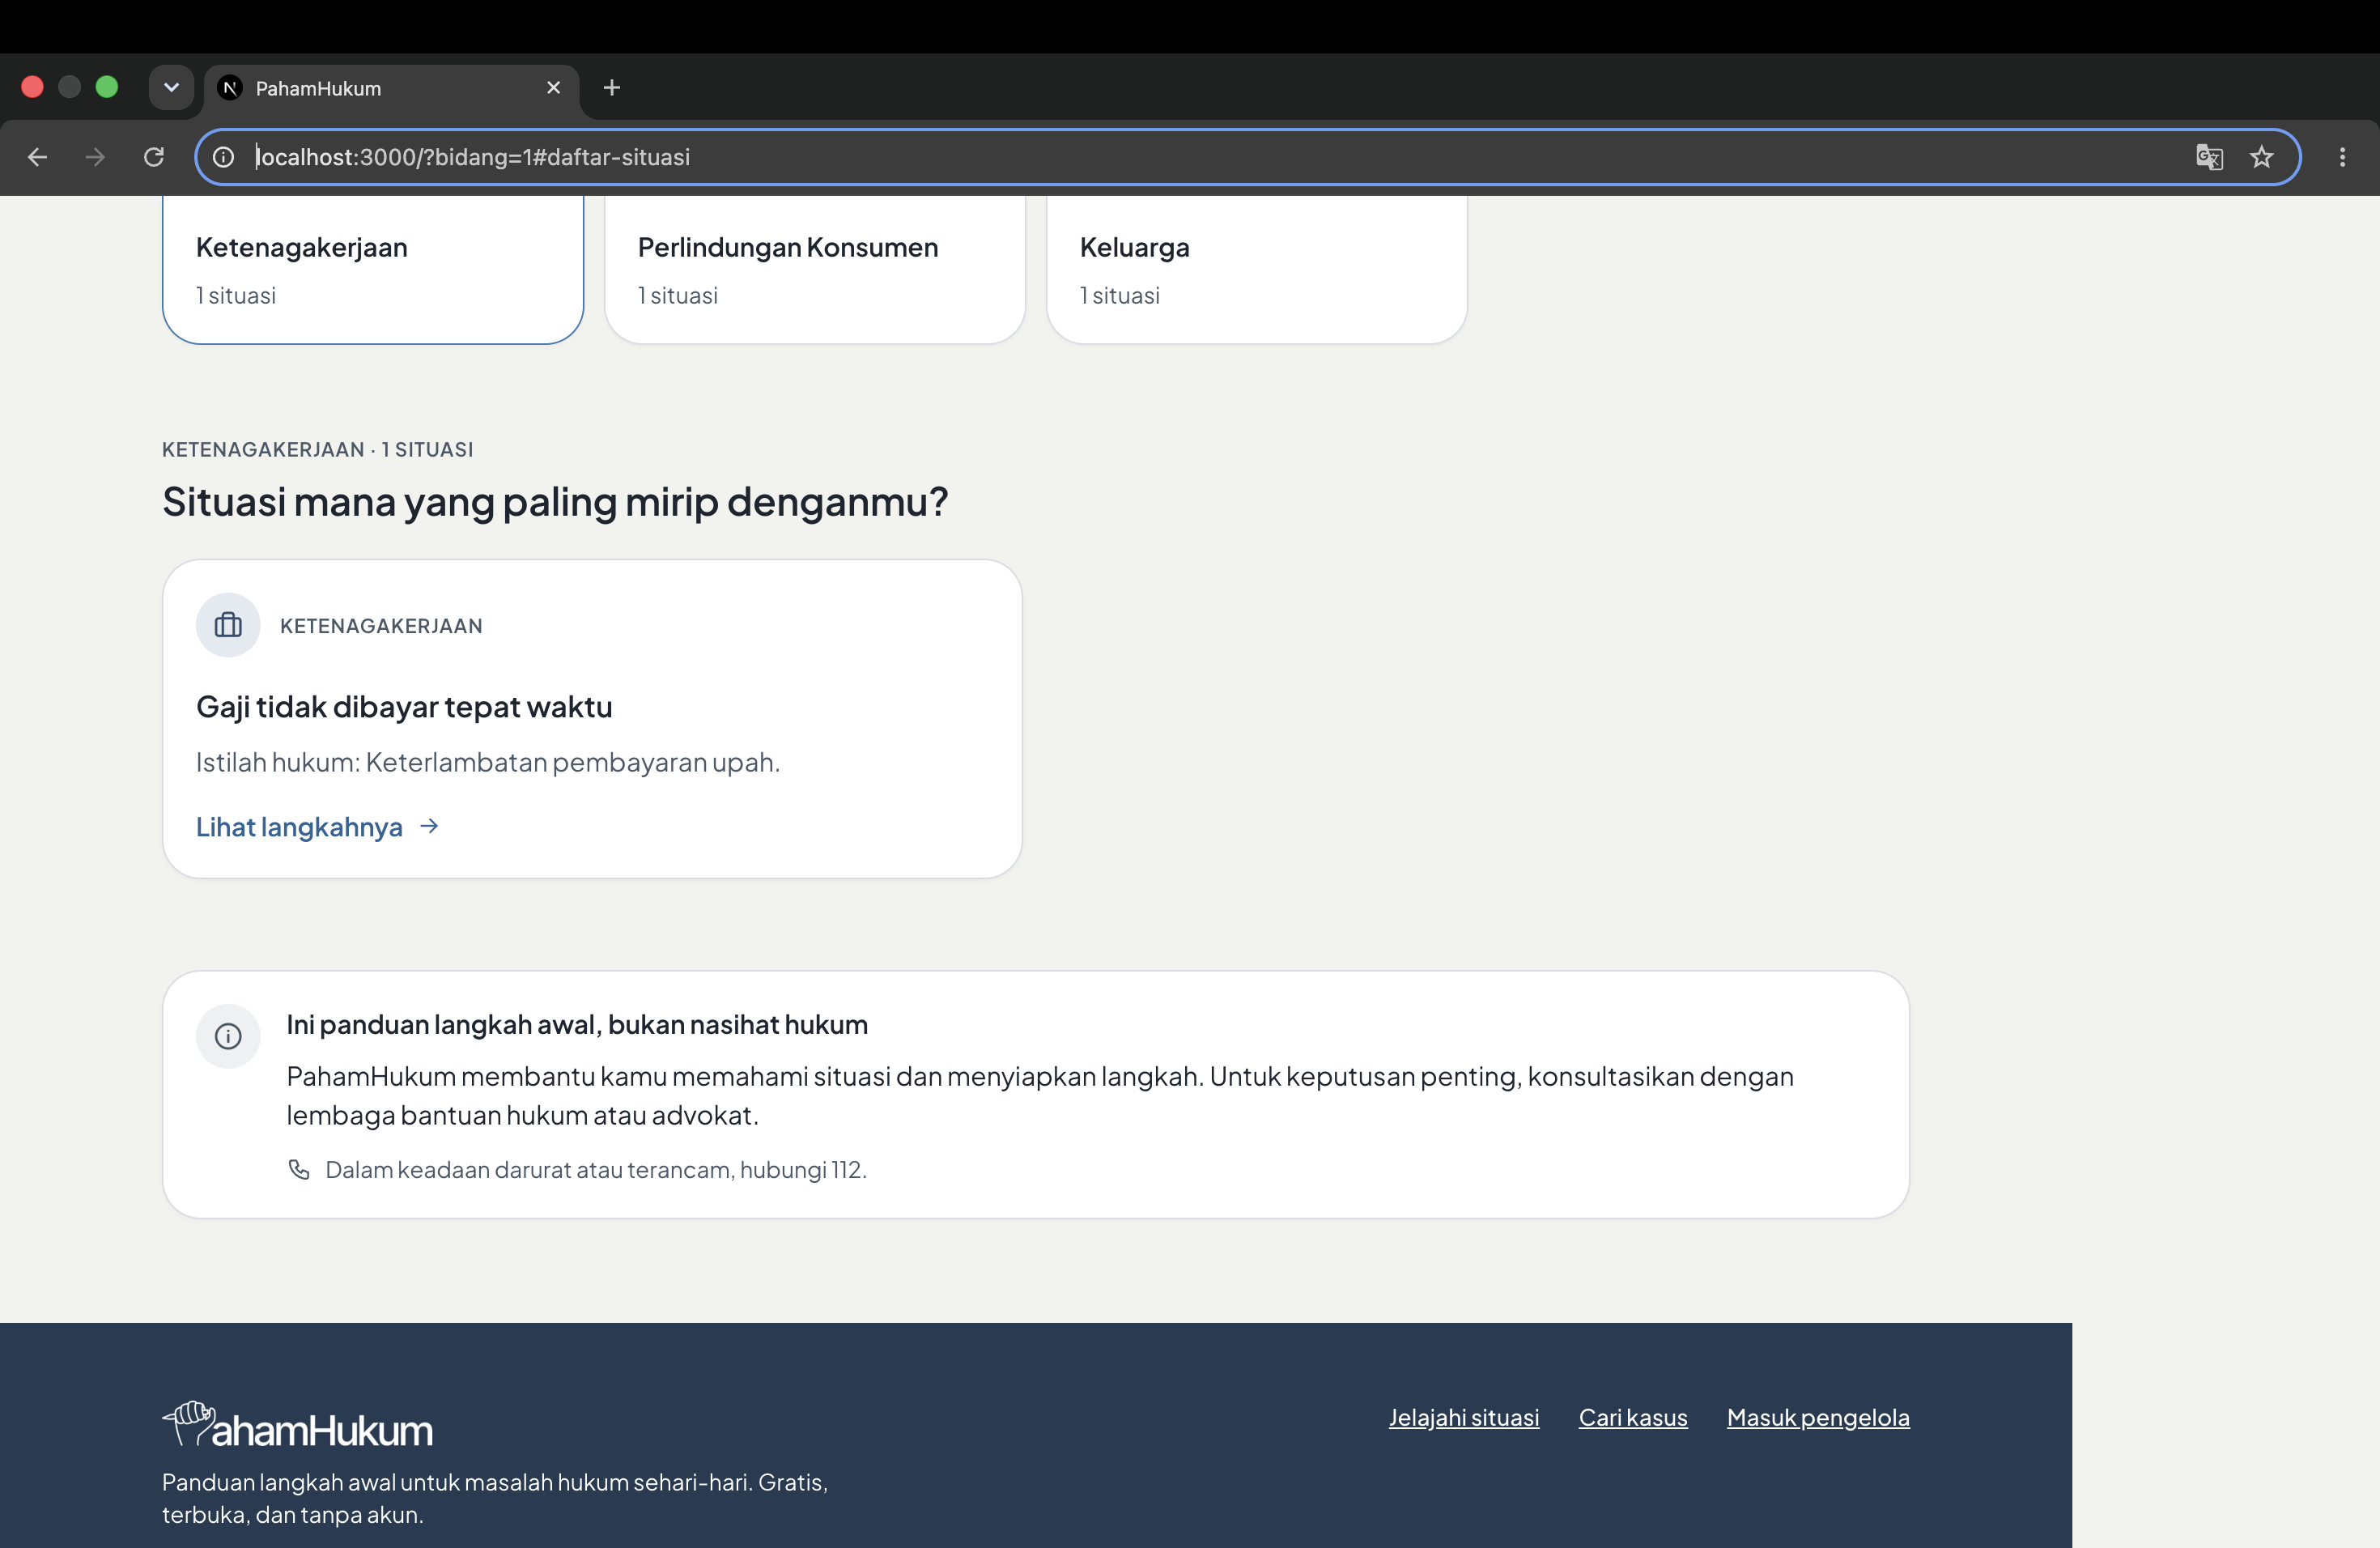 PahamHukum
localhost:3000/?bidang=1#daftar-situasi
Ketenagakerjaan
1 situasi
Perlindungan Konsumen
1 situasi
Keluarga
1 situasi
KETENAGAKERJAAN · 1 SITUASI
Situasi mana yang paling mirip denganmu?
KETENAGAKERJAAN
Gaji tidak dibayar tepat waktu
Istilah hukum: Keterlambatan pembayaran upah.
Lihat langkahnya →
Ini panduan langkah awal, bukan nasihat hukum
PahamHukum membantu kamu memahami situasi dan menyiapkan langkah. Untuk keputusan penting, konsultasikan dengan
lembaga bantuan hukum atau advokat.
Dalam keadaan darurat atau terancam, hubungi 112.
ahamHukum
Jelajahi situasi
Cari kasus
Masuk pengelola
Panduan langkah awal untuk masalah hukum sehari-hari. Gratis,
terbuka, dan tanpa akun.